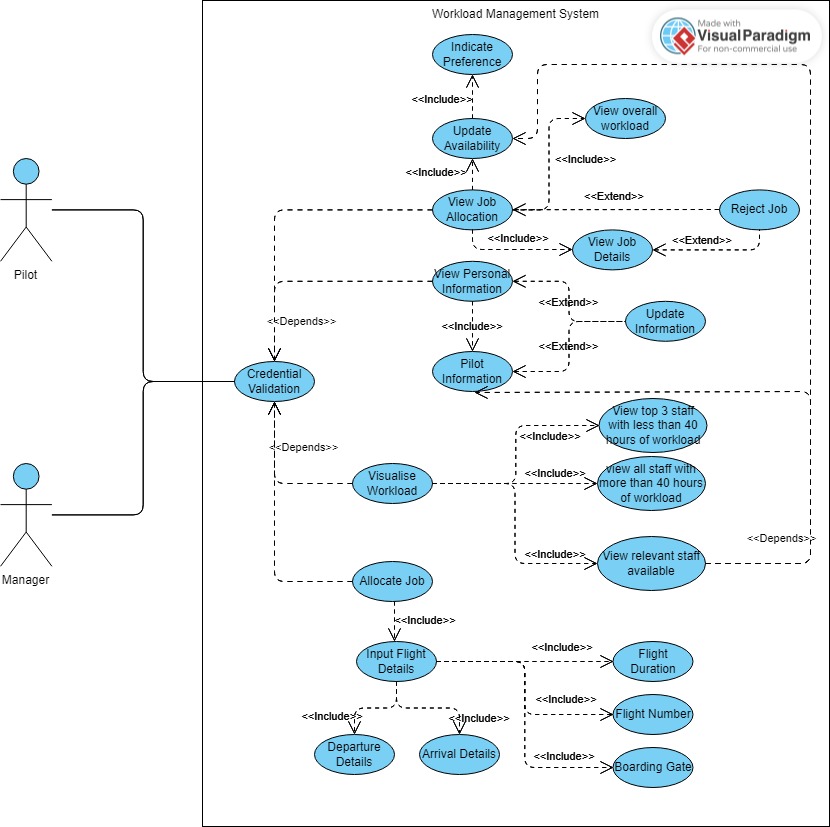 Workload Management System
Made with
VisualParadigm
For non-commercial use
Indicate
Preference
<<Include>>
View overall
workload
Update
Availability
<<Include>>
<<Include>>
View Job
Allocation
<<Extend>>
Reject Job
<<Include>>
View Job
Details
<<Extend>>
Pilot
View Personal
Information
<<Extend>>
<<Depends>>
<<Include>>
Update
Information
<<Extend>>
Pilot
Information
Credential
Validation
View top 3 staff
with less than 40
hours of workload
<<Include>>
<<Depends>>
Visualise
Workload
<<Include>>
View all staff with
more than 40 hours
of workload
<<Depends>>
<<Include>>
View relevant staff
available
Manager
Allocate Job
<<Include>>
Input Flight
Details
<<Include>>
Flight
Duration
<<Include>>
Flight Number
<<Include>>
<<Include>>
Departure
Details
Arrival Details
<<Include>>
Boarding Gate